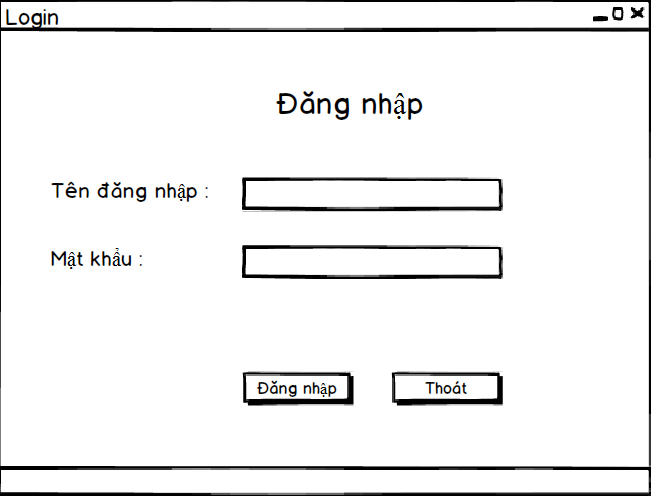 Login
Đăng nhập
Tên đăng nhập :
Mật khẩu :
Đăng nhập Thoát